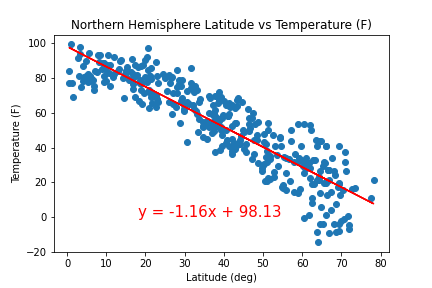 Northern Hemisphere Latitude vs Temperature (F)
100
80
60
40
20
0
−20
Temperature (F)
y = -1.16x + 98.13
0 10 20 30 40 50 60 70 80
Latitude (deg)